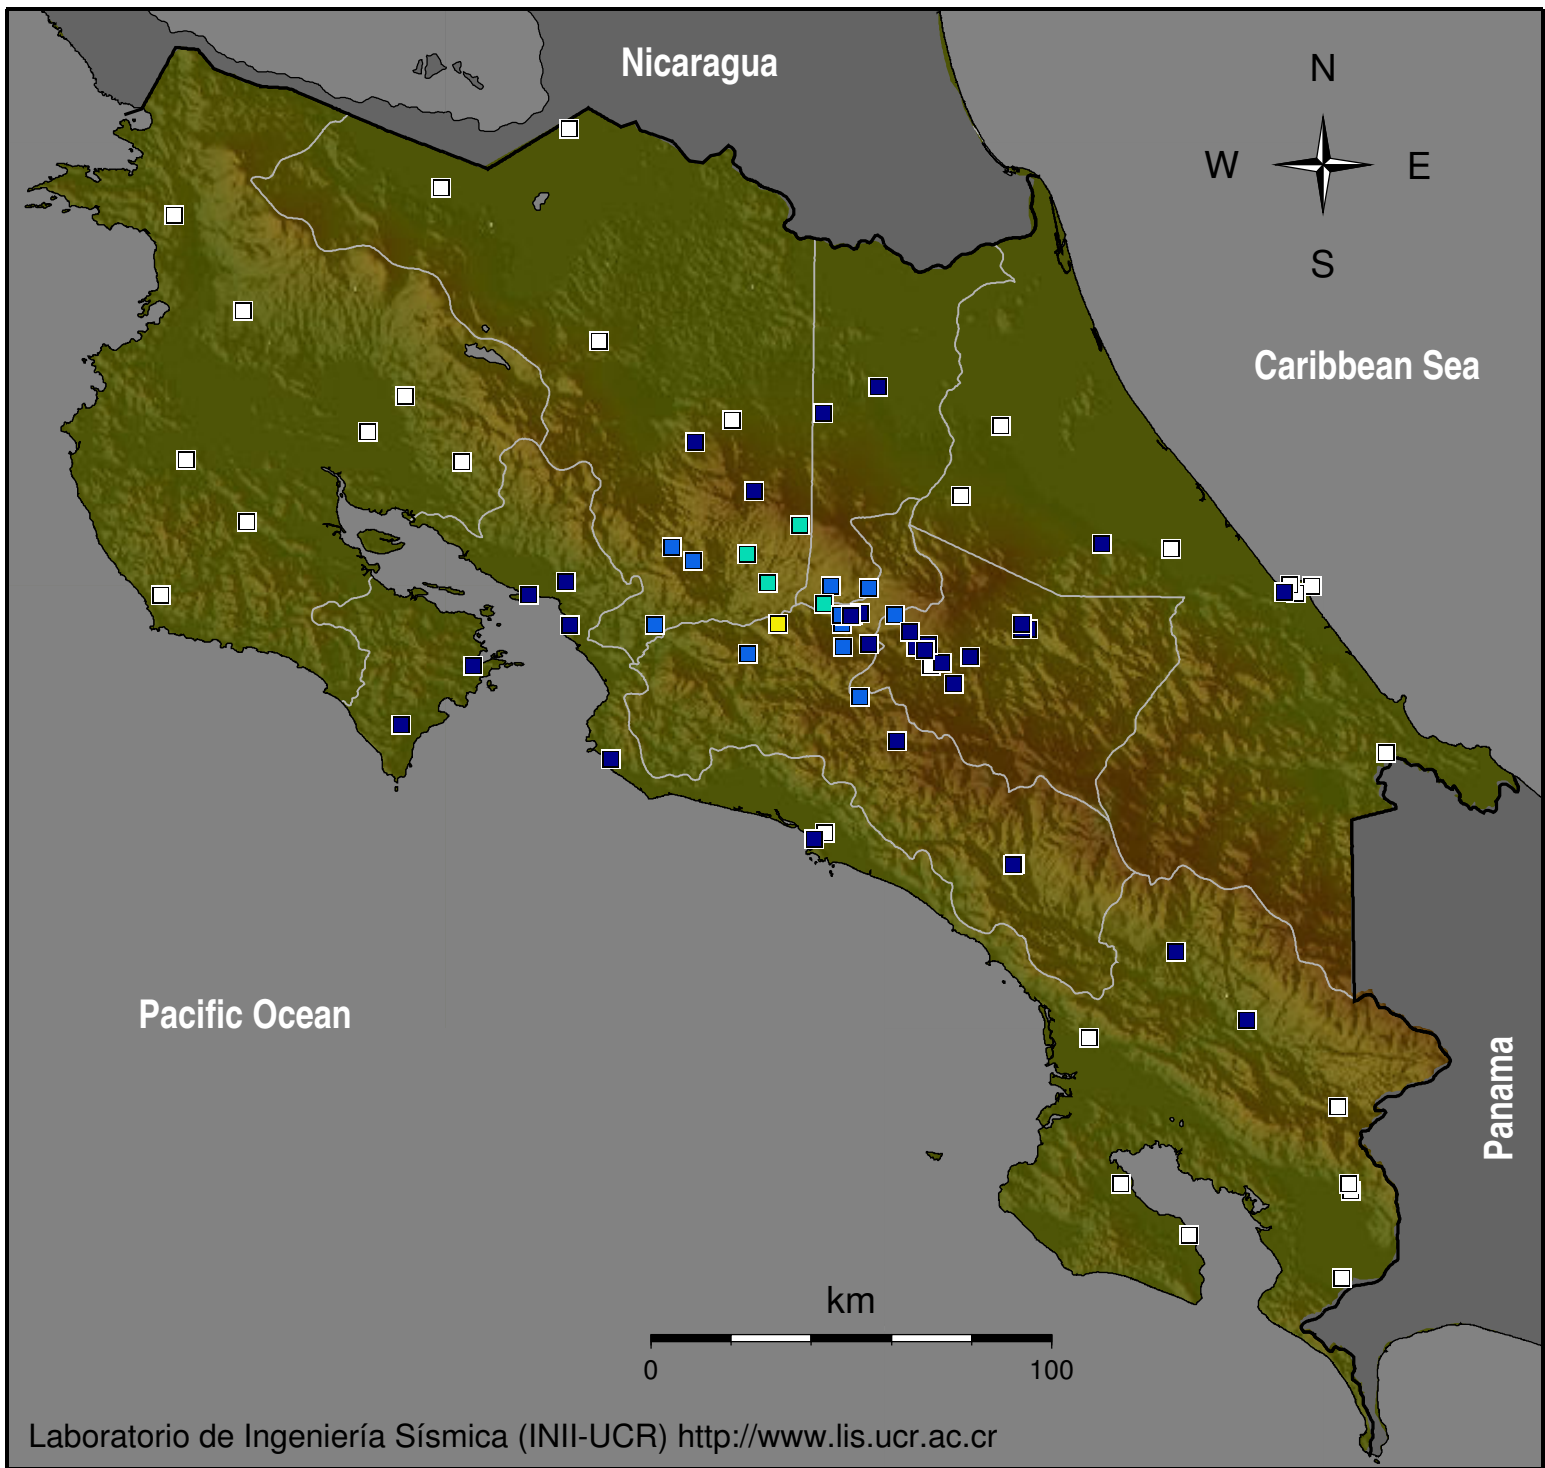 Nicaragua
N
W
E
S
Caribbean Sea
Pacific Ocean
Panama
km
0
100
Laboratorio de Ingeniería Sísmica (INII-UCR) http://www.lis.ucr.ac.cr